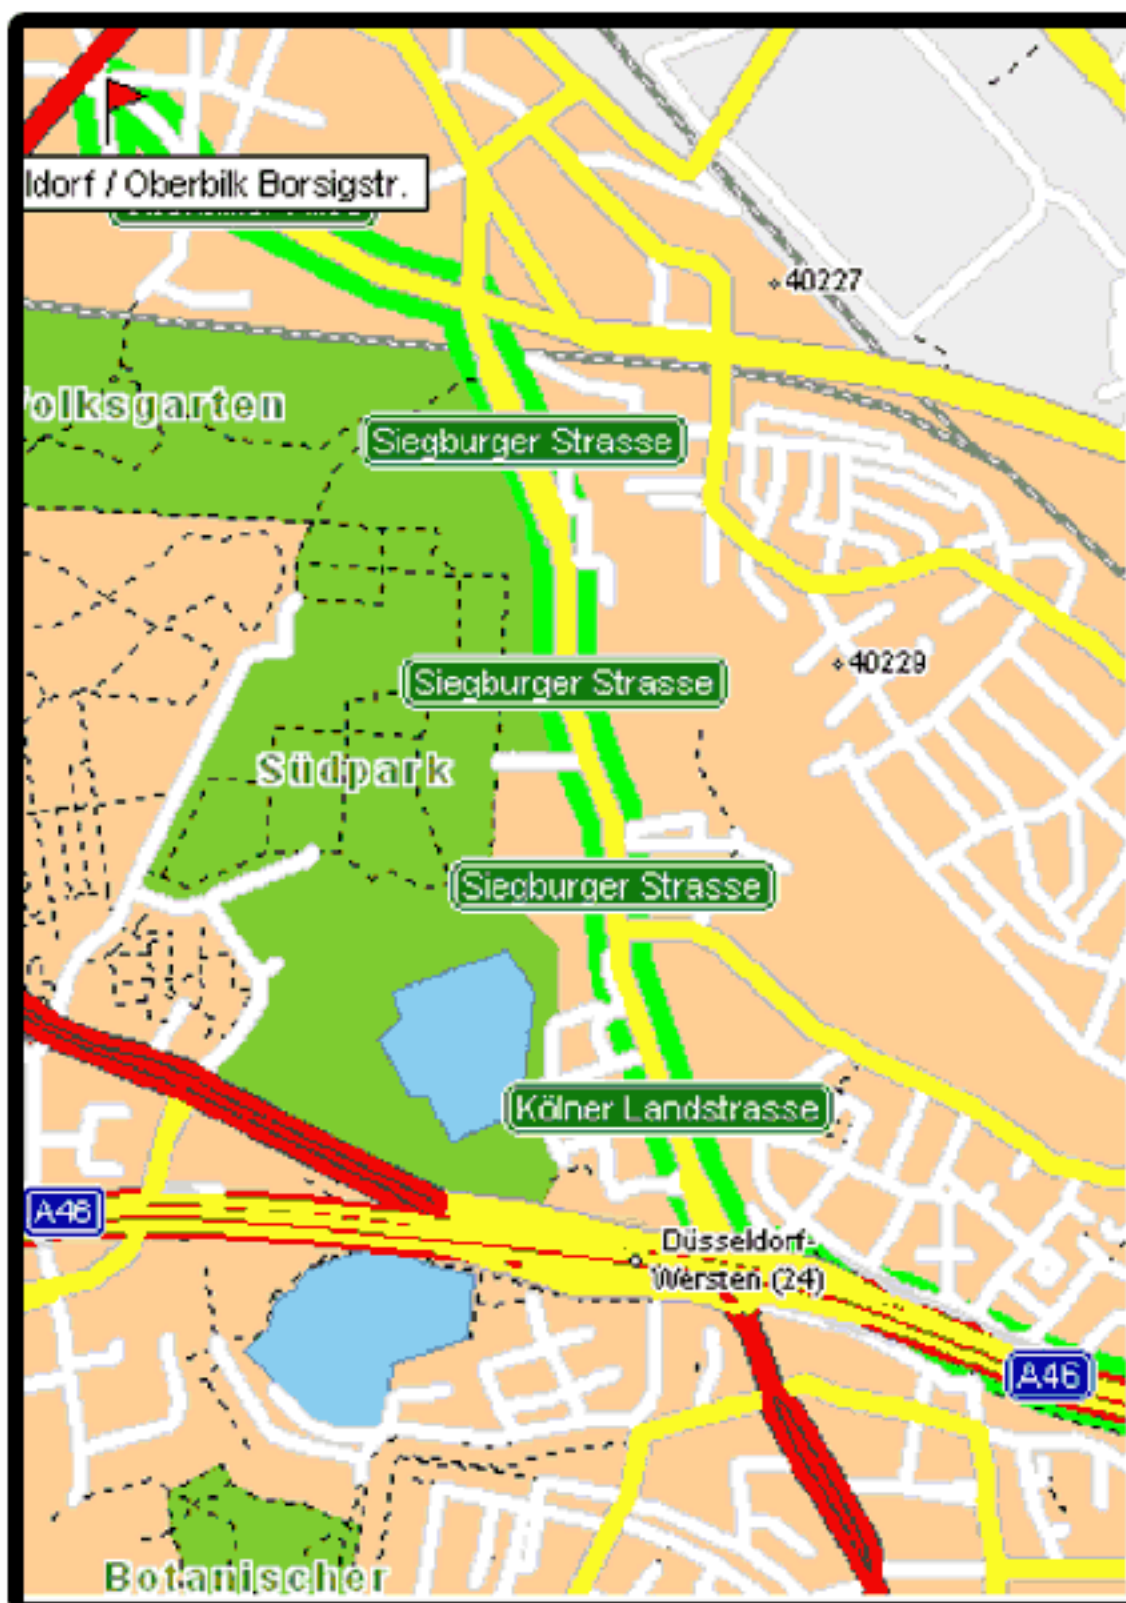 ldorf / Oberbilk Borsigstr.
40227
olksgarten
Siegburger Strasse
40229
Siegburger Strasse
Südpark
Siegburger Strasse
Kölner Landstrasse
A46
Düsseldorf-
Wersten (24)
A46
Botanischer